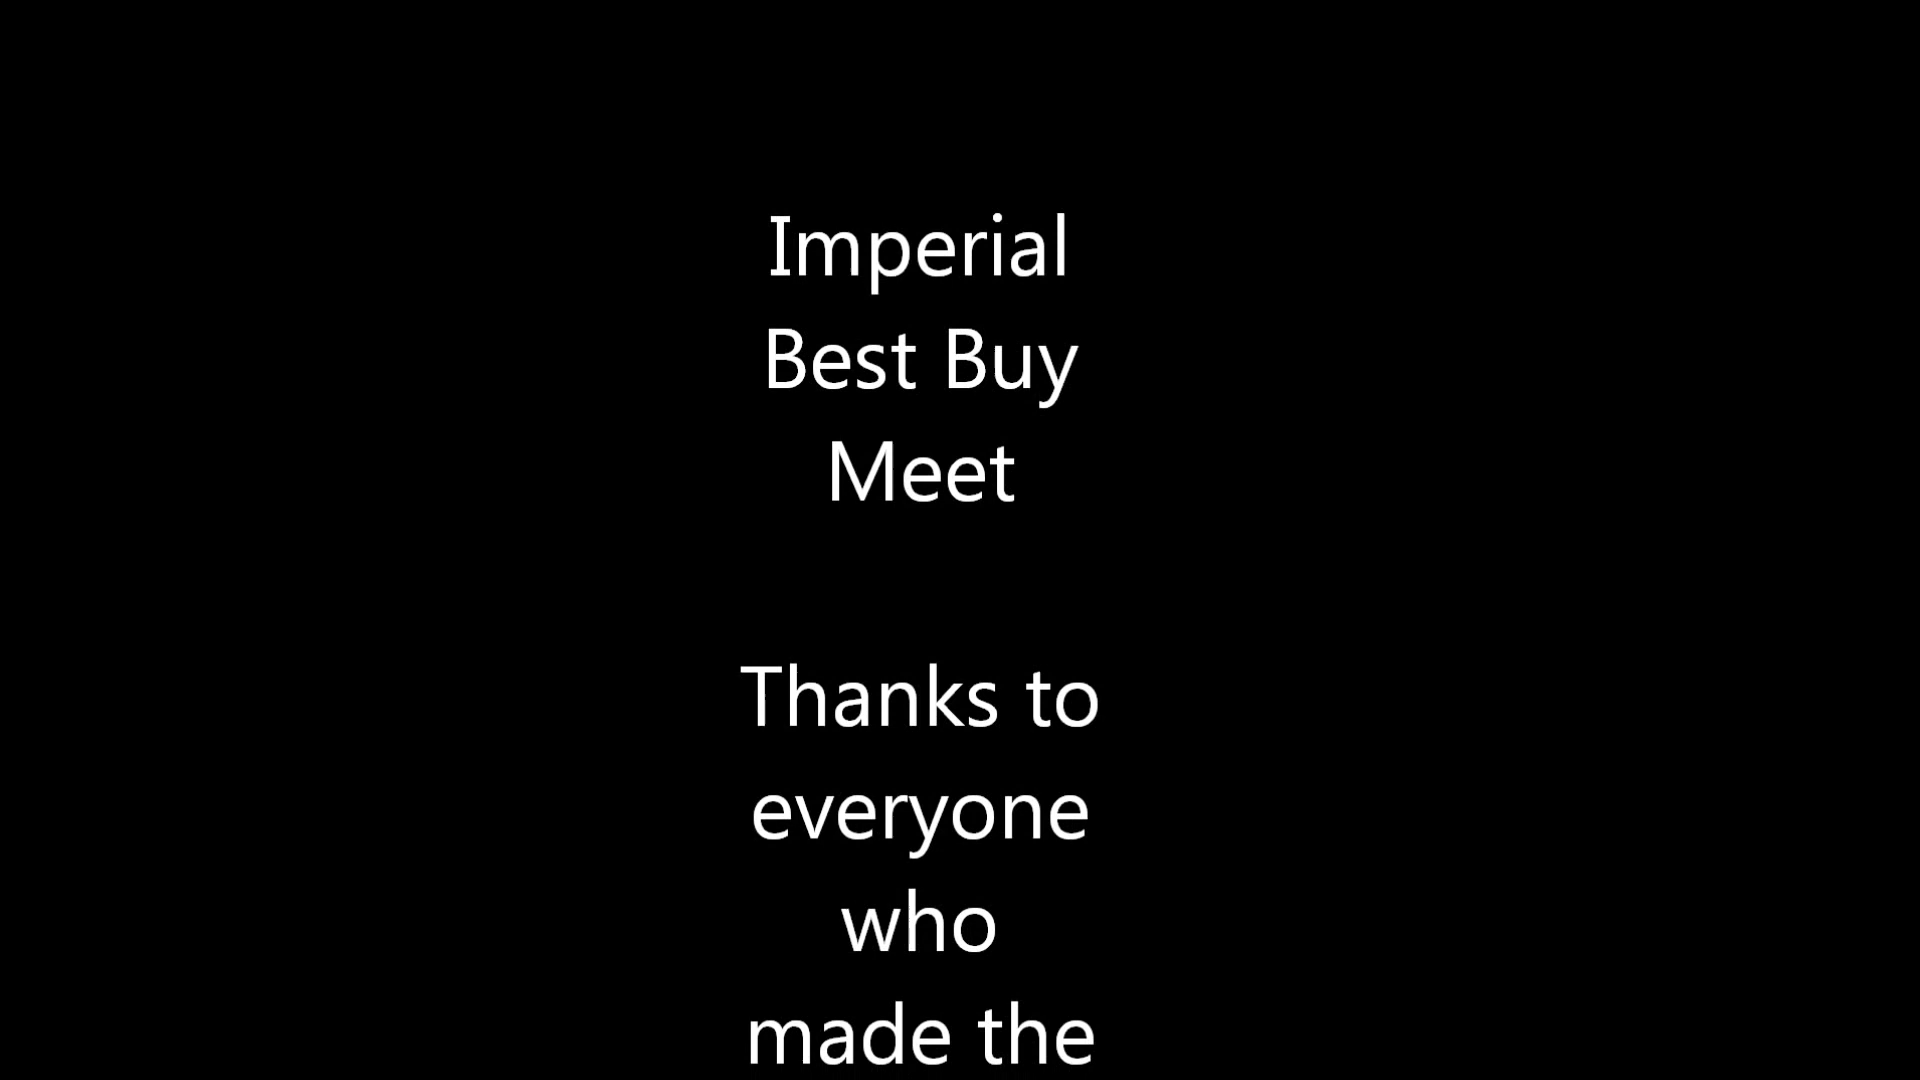 Imperial
Best Buy
Meet
Thanks to
everyone
who
made the